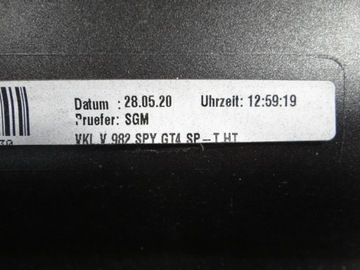 Datum : 28.05.20 Uhrzeit: 12:59:19
Pruefer: SGM
VKL V 982 SPY GT4 SP-T HT